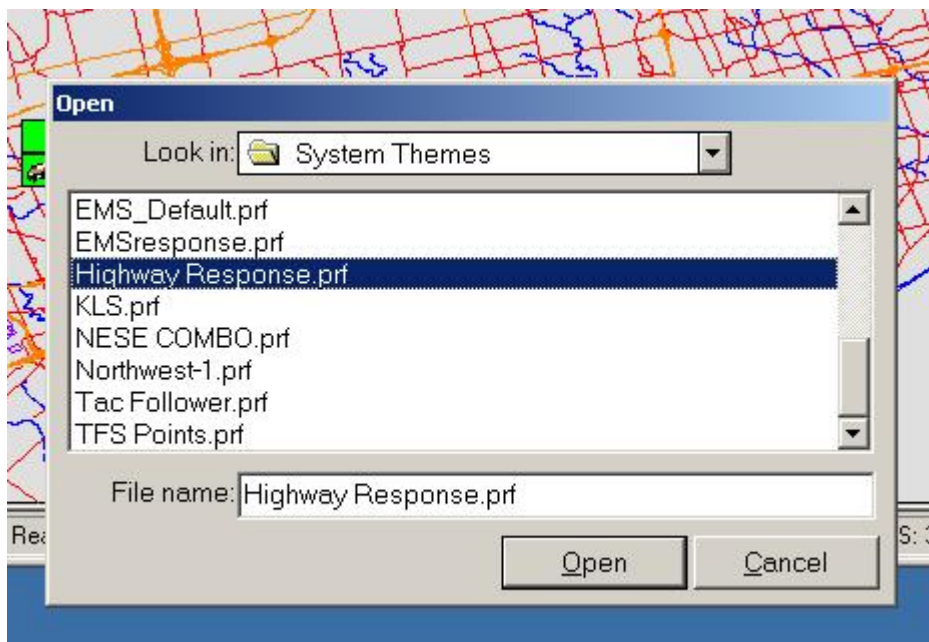 Open
Look in: System Themes
EMS_Default.prf
EMSresponse.prf
Highway Response.prf
KLS.prf
NESE COMBO.prf
Northwest-1.prf
Tac Follower.prf
TFS Points.prf
File name: Highway Response.prf
Open Cancel